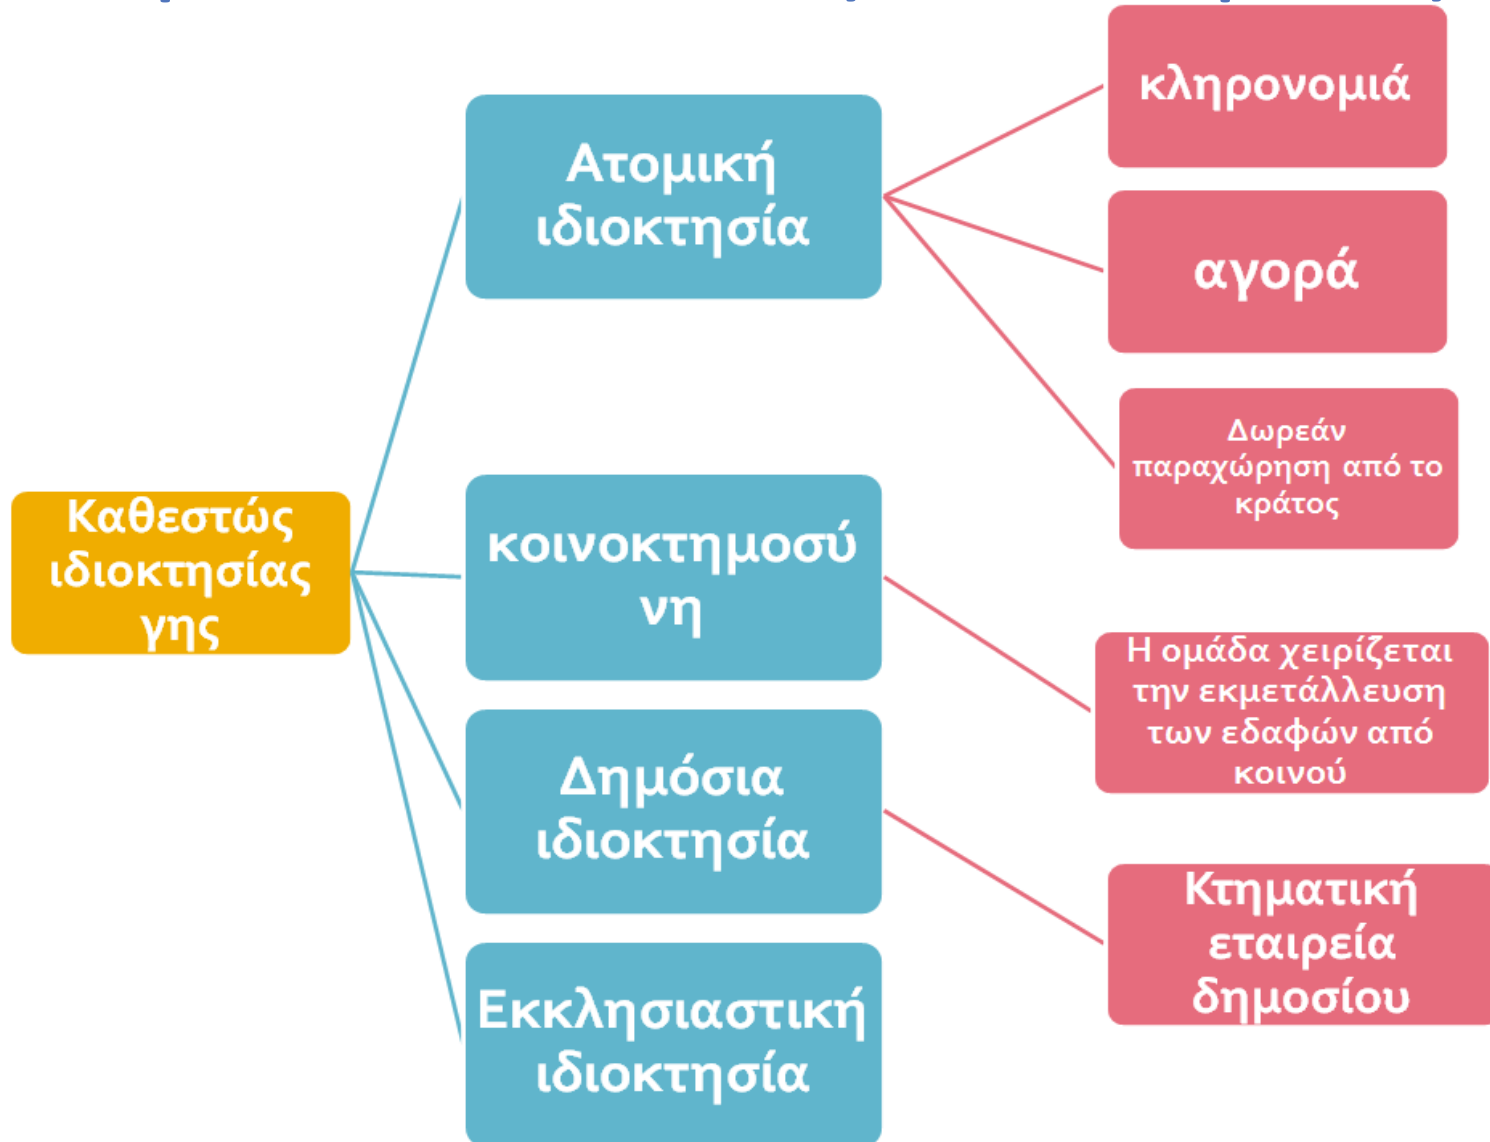 Καθεστώς
ιδιοκτησίας
γης
Ατομική
ιδιοκτησία
κληρονομιά
αγορά
Δωρεάν
παραχώρηση από το
κράτος
κοινοκτημοσύ
νη
Η ομάδα χειρίζεται
την εκμετάλλευση
των εδαφών από
κοινού
Δημόσια
ιδιοκτησία
Κτηματική
εταιρεία
δημοσίου
Εκκλησιαστική
ιδιοκτησία